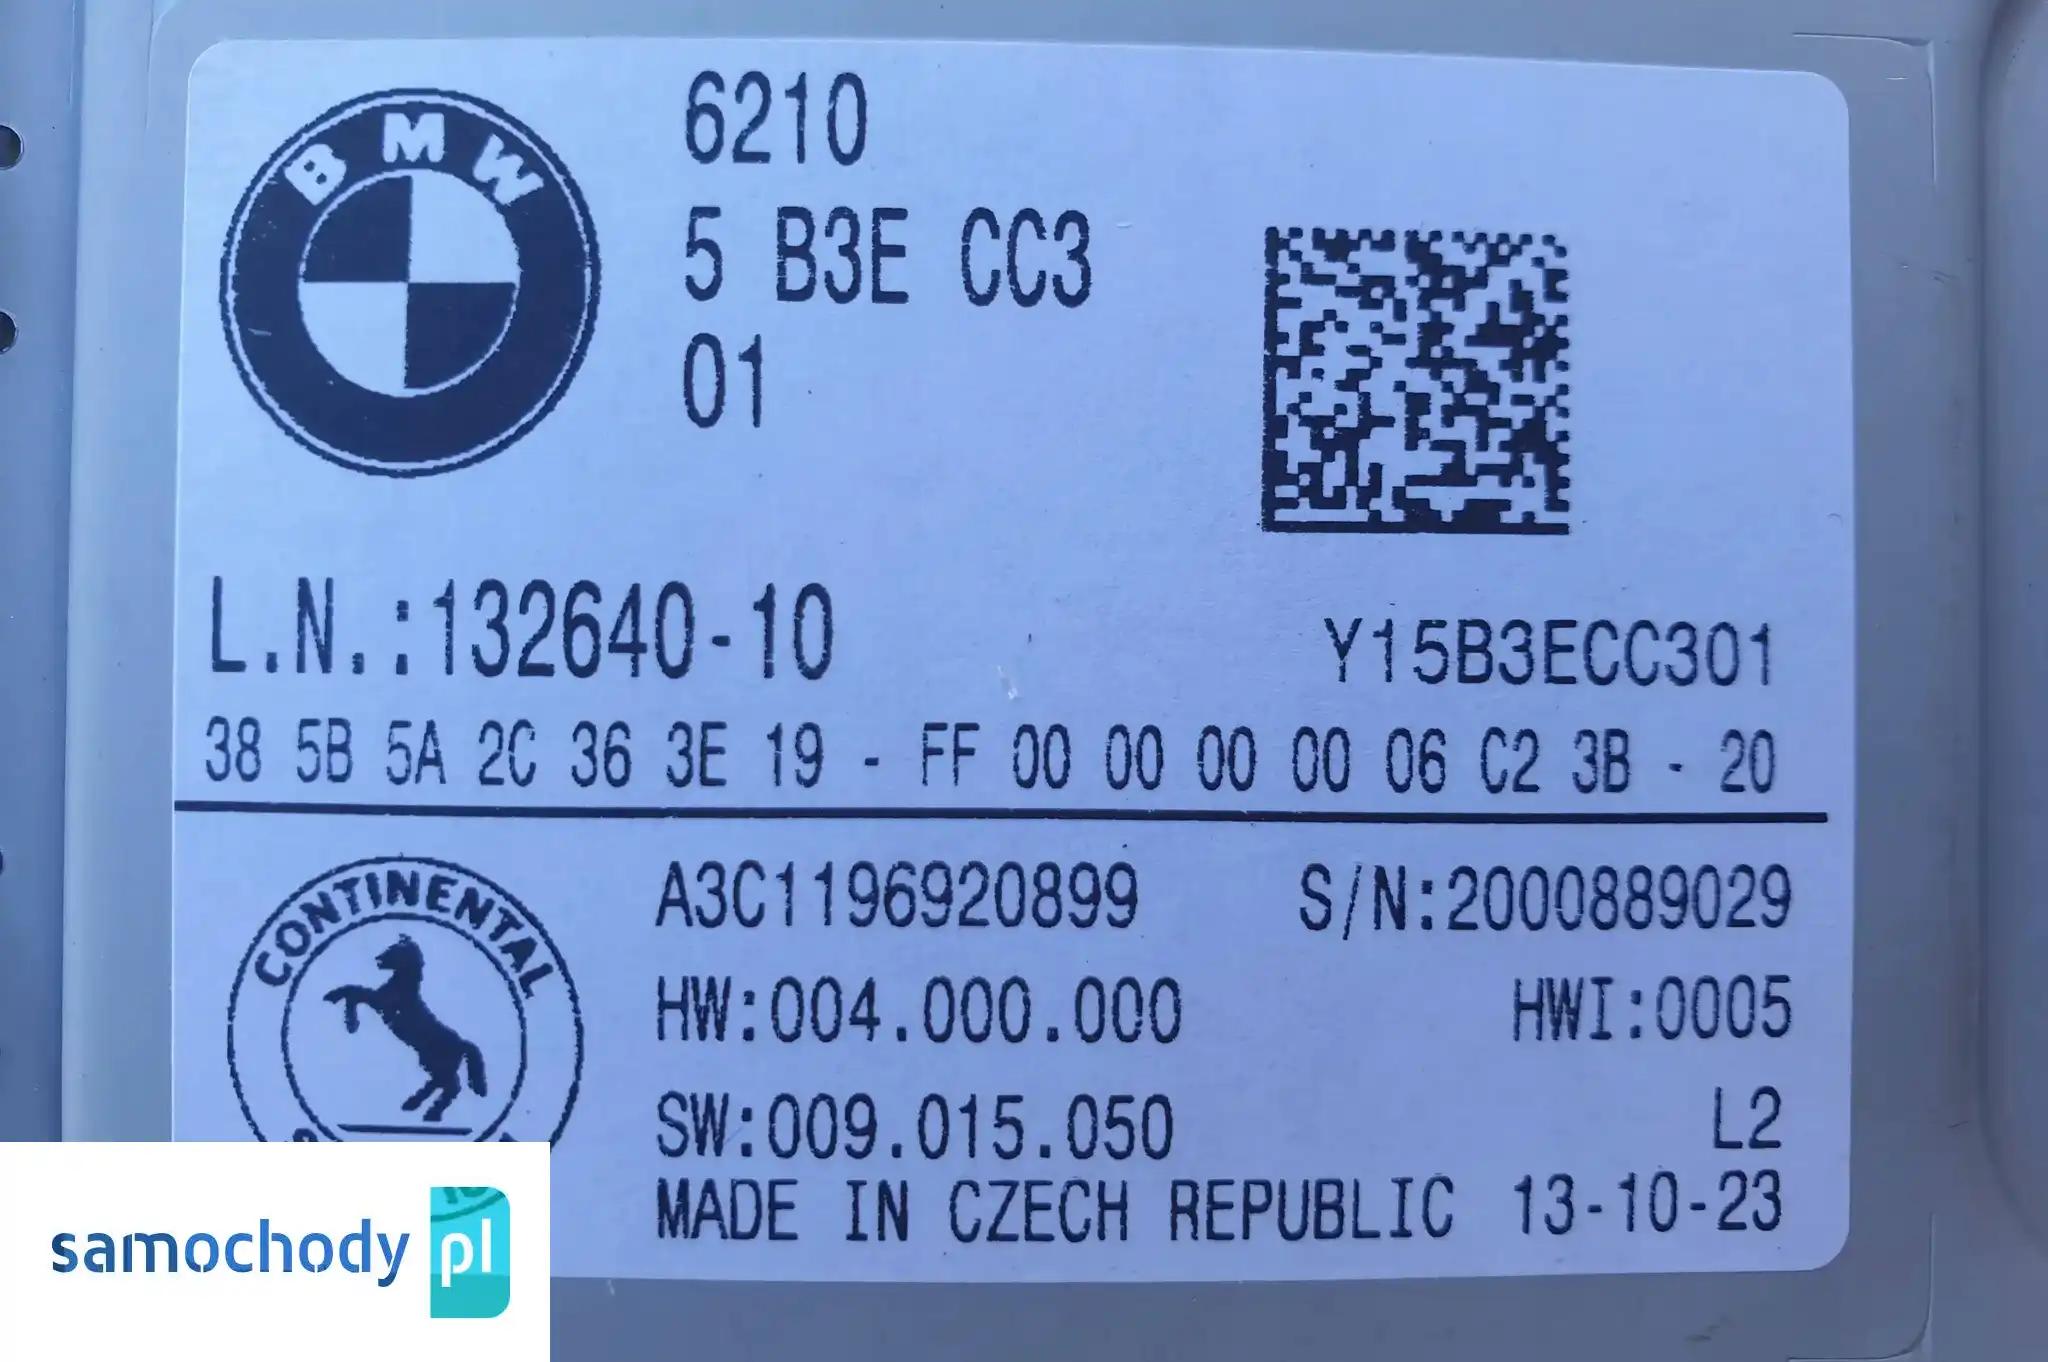 BMW
6210
5 B3E CC3
01
L.N.:132640-10
Y15B3ECC301
38 5B 5A 2C 36 3E 19 - FF 00 00 00 00 06 C2 3B - 20
CONTINENTAL
A3C1196920899 S/N:2000889029
HW:004.000.000 HWI:0005
SW:009.015.050 L2
MADE IN CZECH REPUBLIC 13-10-23
samochody pl